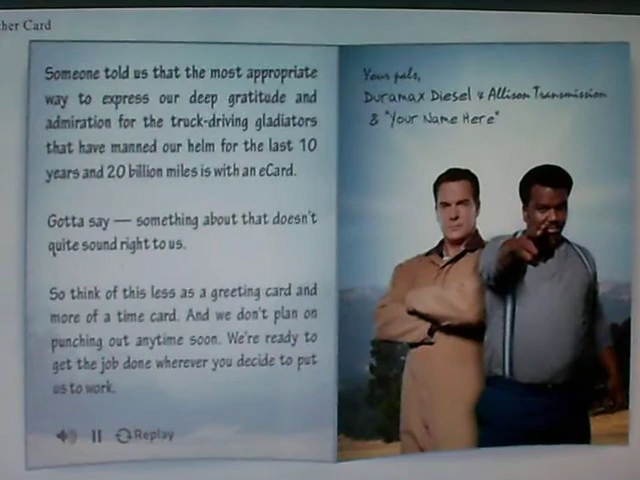 ther Card
Someone told us that the most appropriate
way to express our deep gratitude and
admiration for the truck-driving gladiators
that have manned our helm for the last 10
years and 20 billion miles is with an eCard.
Gotta say — something about that doesn't
quite sound right to us.
So think of this less as a greeting card and
more of a time card. And we don't plan on
punching out anytime soon. We're ready to
get the job done wherever you decide to put
us to work.
Replay
Your pals,
Duramax Diesel & Allison Transmission
& "Your Name Here"